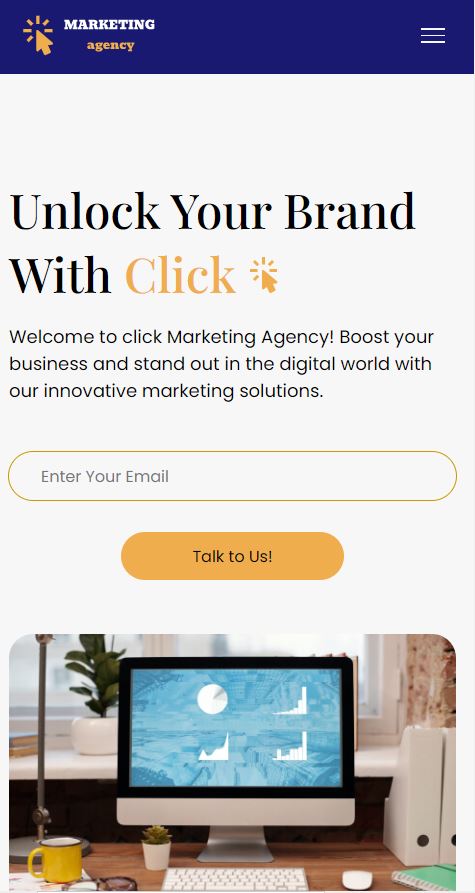 MARKETING
agency
Unlock Your Brand
With Click
Welcome to click Marketing Agency! Boost your
business and stand out in the digital world with
our innovative marketing solutions.
Enter Your Email
Talk to Us!